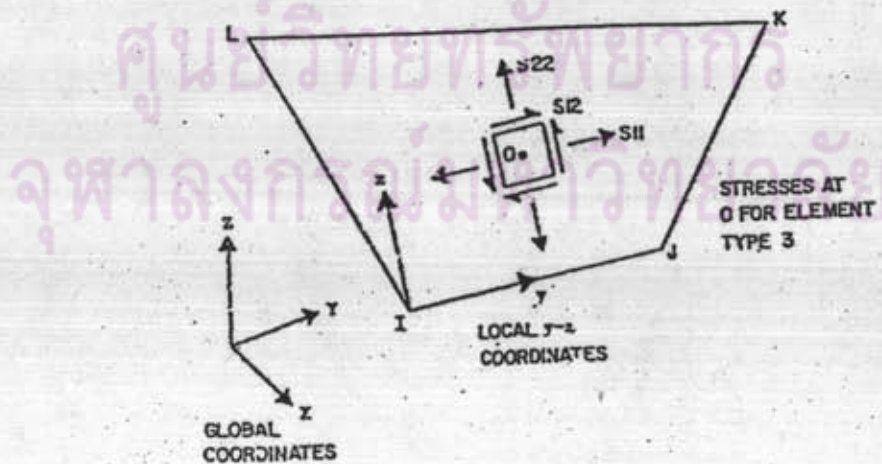 L
K
ศูนย์วิทยทรัพยากร
S22
S12
S11
O
จุฬาลงกรณ์มหาวิทยาลัย
z
STRESSES AT
O FOR ELEMENT
TYPE 3
Z
J
Y
y
I
LOCAL y-z
COORDINATES
X
GLOBAL
COORDINATES